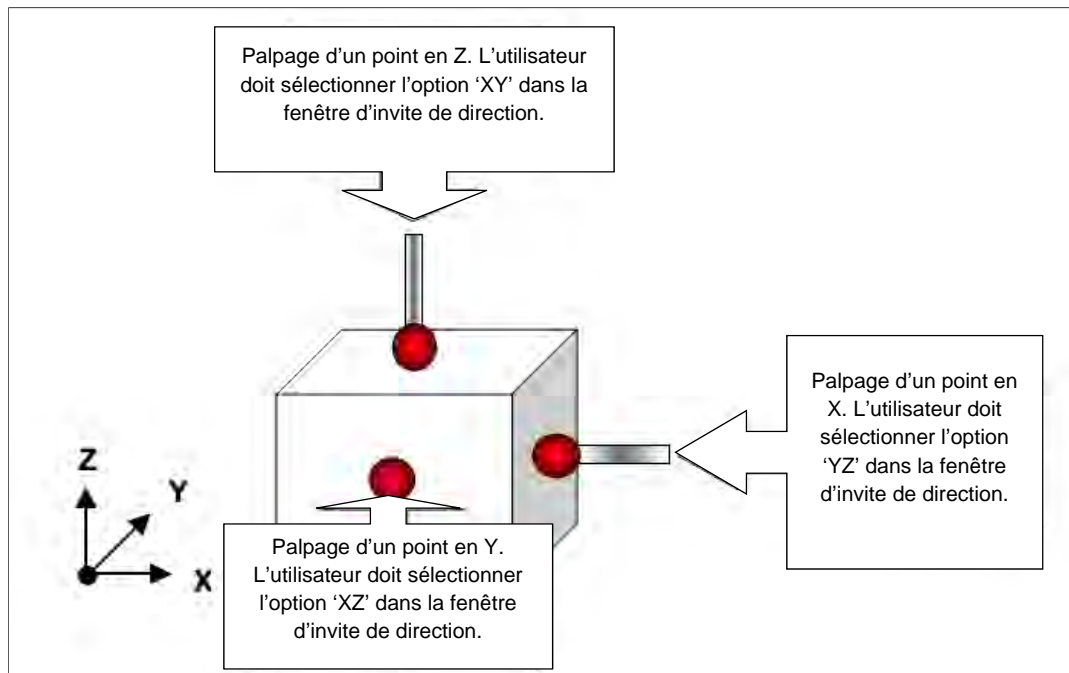 Palpage d’un point en Z. L’utilisateur
doit sélectionner l’option ‘XY’ dans la
fenêtre d’invite de direction.
Palpage d’un point en
X. L’utilisateur doit
sélectionner l’option
‘YZ’ dans la fenêtre
d’invite de direction.
Z
Y
X
Palpage d’un point en Y.
L’utilisateur doit sélectionner
l’option ‘XZ’ dans la fenêtre
d’invite de direction.